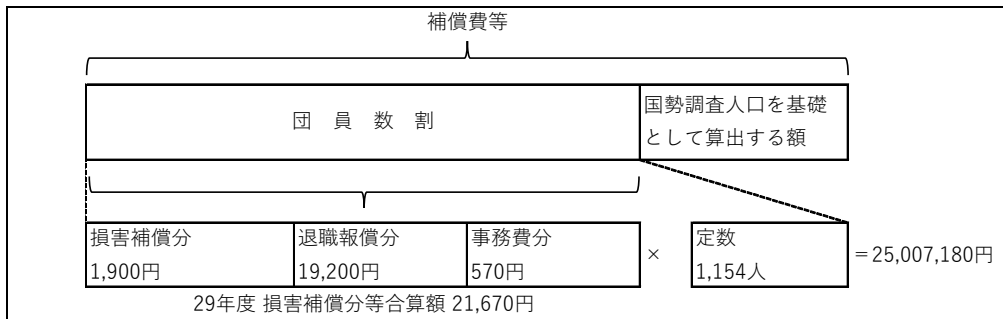 補償費等
団 員 数 割
国勢調査人口を基礎
として算出する額
損害補償分
1,900円
退職報償分
19,200円
事務費分
570円
×
定数
1,154人
＝25,007,180円
29年度 損害補償分等合算額 21,670円